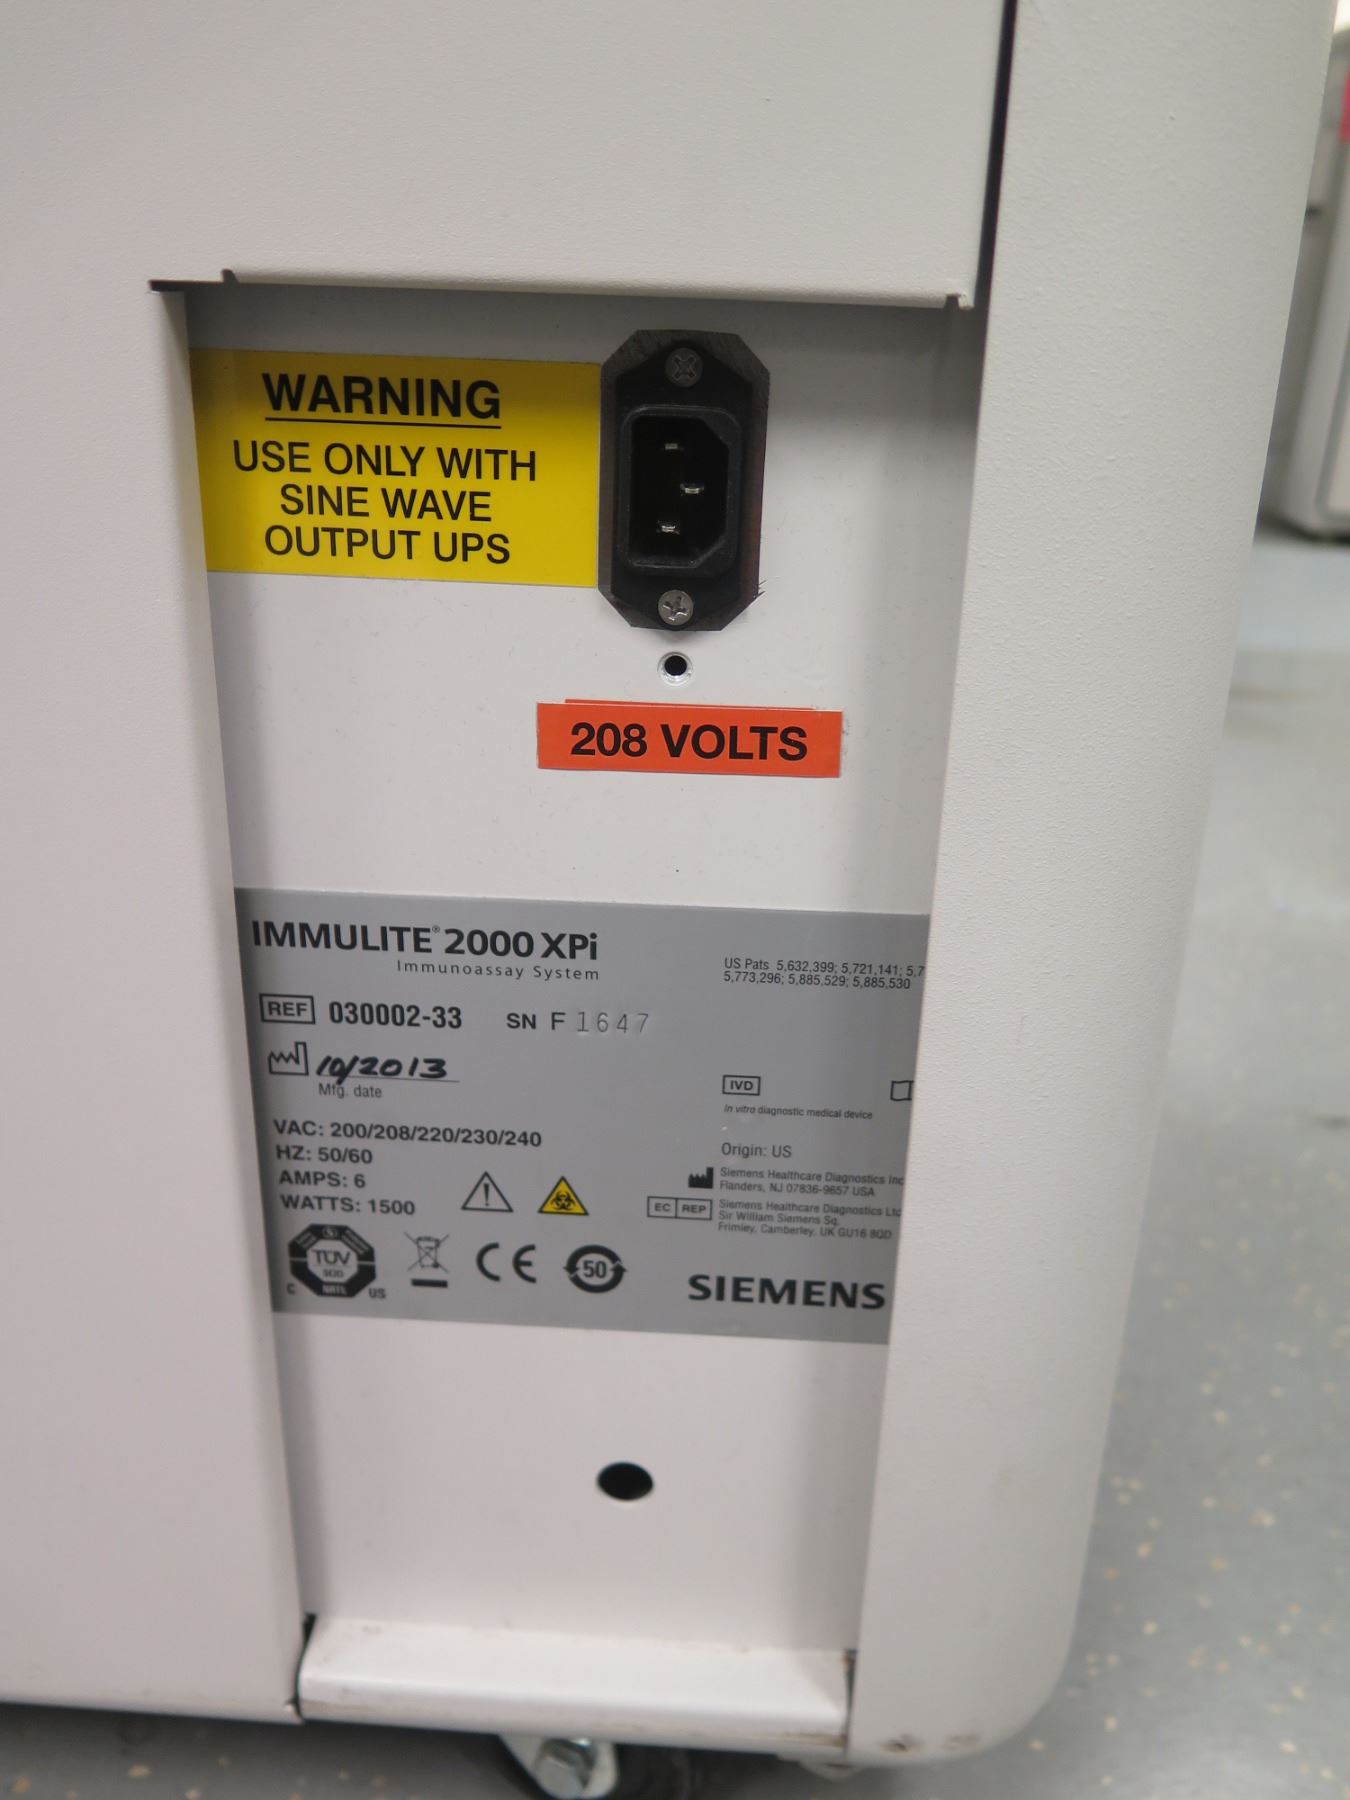 WARNING
USE ONLY WITH
SINE WAVE
OUTPUT UPS
208 VOLTS
IMMULITE® 2000 XPi
Immunoassay System
US Pats 5,632,399; 5,721,141; 5,7
5,773,296; 5,885,529; 5,885,530
REF 030002-33 SN F 1647
10/2013
Mfg. date
IVD
In vitro diagnostic medical device
VAC: 200/208/220/230/240
HZ: 50/60
AMPS: 6
WATTS: 1500
Origin: US
Siemens Healthcare Diagnostics Inc
Flanders, NJ 07836-9657 USA
EC REP Siemens Healthcare Diagnostics Ltd
Sir William Siemens Sq.
Frimley, Camberley, UK GU16 8QD
TÜV
SÜD
NRTL
C US
CE
50
SIEMENS